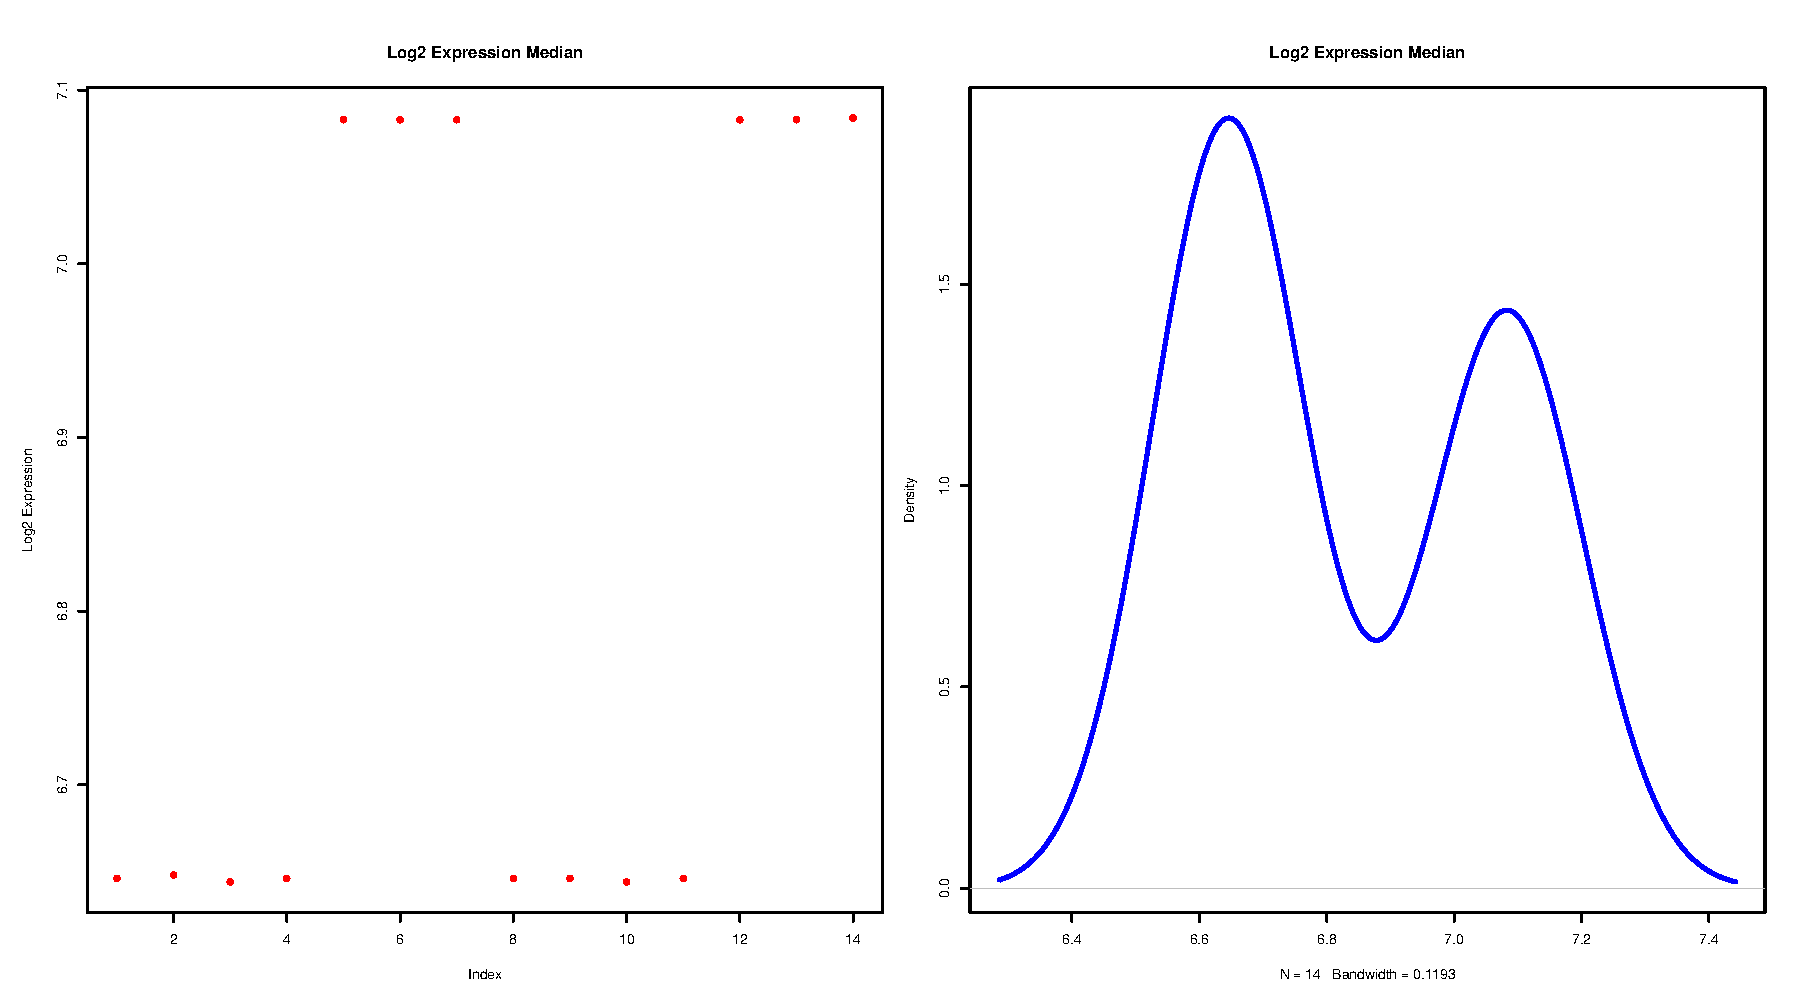 Log2 Expression Median
7.1
7.0
6.9
6.8
6.7
Log2 Expression
2 4 6 8 10 12 14
Index
Log2 Expression Median
1.5
1.0
0.5
0.0
Density
6.4 6.6 6.8 7.0 7.2 7.4
N = 14 Bandwidth = 0.1193